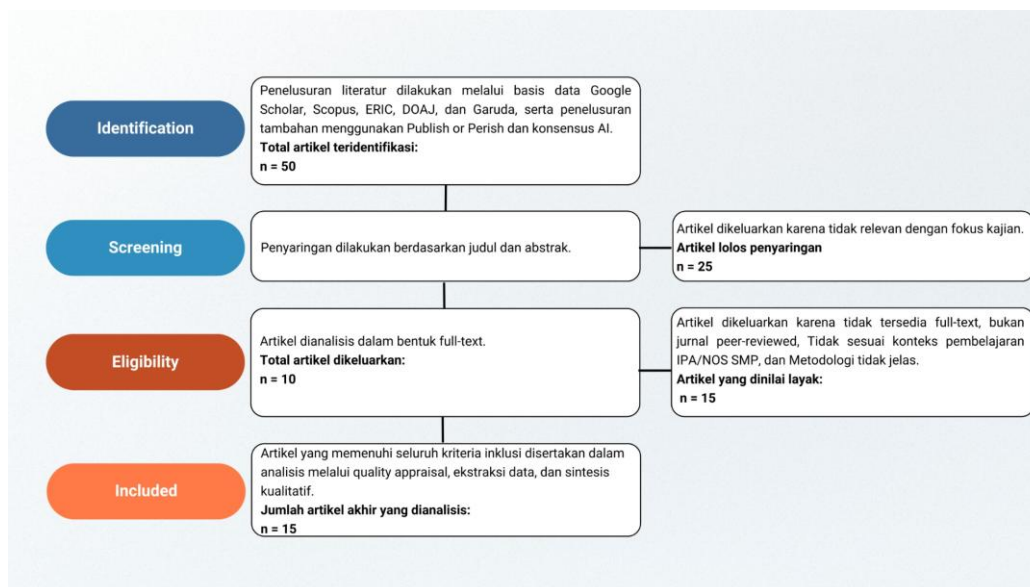 Identification
Penelusuran literatur dilakukan melalui basis data Google
Scholar, Scopus, ERIC, DOAJ, dan Garuda, serta penelusuran
tambahan menggunakan Publish or Perish dan konsensus AI.
Total artikel teridentifikasi:
n = 50
Screening
Penyaringan dilakukan berdasarkan judul dan abstrak.
Artikel dikeluarkan karena tidak relevan dengan fokus kajian.
Artikel lolos penyaringan
n = 25
Eligibility
Artikel dianalisis dalam bentuk full-text.
Total artikel dikeluarkan:
n = 10
Artikel dikeluarkan karena tidak tersedia full-text, bukan
jurnal peer-reviewed, Tidak sesuai konteks pembelajaran
IPA/NOS SMP, dan Metodologi tidak jelas.
Artikel yang dinilai layak:
n = 15
Included
Artikel yang memenuhi seluruh kriteria inklusi disertakan dalam
analisis melalui quality appraisal, ekstraksi data, dan sintesis
kualitatif.
Jumlah artikel akhir yang dianalisis:
n = 15